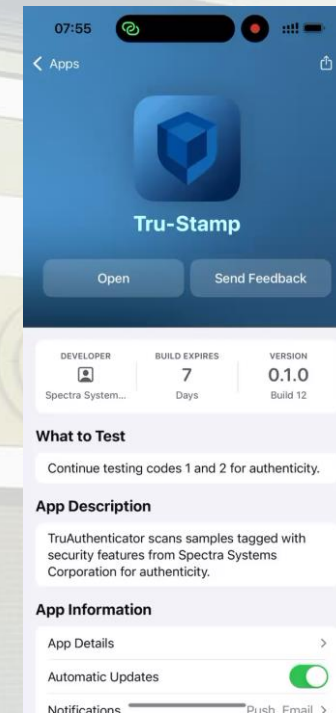 07:55
Apps
Tru-Stamp
Open
Send Feedback
DEVELOPER
BUILD EXPIRES
VERSION
7
0.1.0
Spectra System...
Days
Build 12
What to Test
Continue testing codes 1 and 2 for authenticity.
App Description
TruAuthenticator scans samples tagged with
security features from Spectra Systems
Corporation for authenticity.
App Information
App Details
Automatic Updates
Notifications
Push, Email